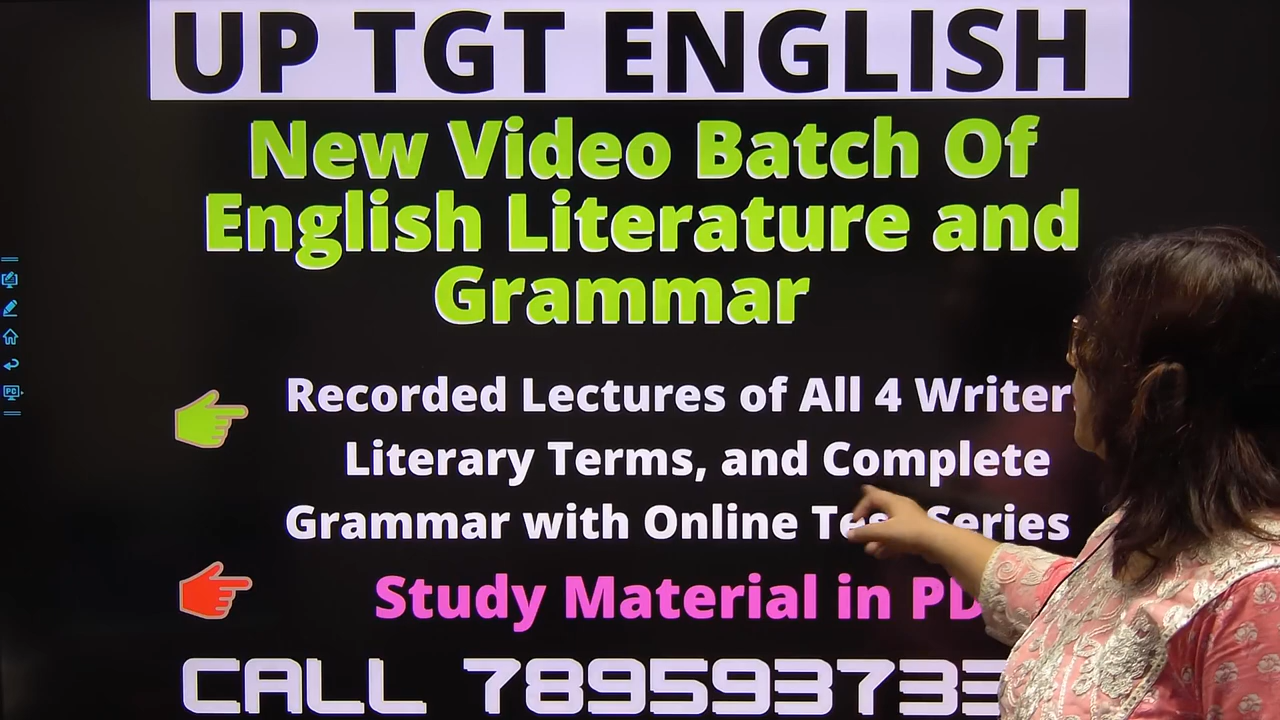 UP TGT ENGLISH
New Video Batch Of
English Literature and
Grammar
Recorded Lectures of All 4 Writer
Literary Terms, and Complete
Grammar with Online Series
Study Material in
CALL